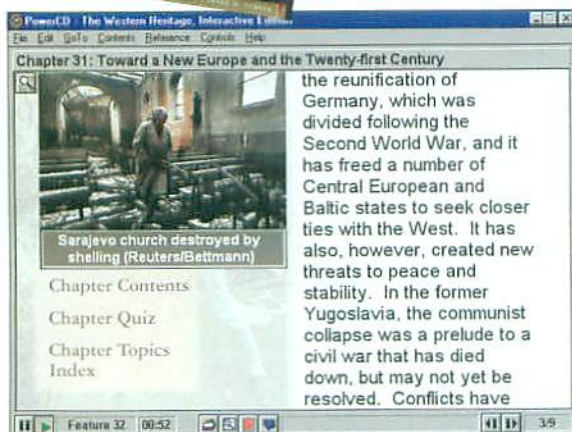 PowerCD - The Western Heritage, Interactive Edition
File Edit GoTo Contents Reference Controls Help
Chapter 31: Toward a New Europe and the Twenty-first Century
Sarajevo church destroyed by
shelling (Reuters/Bettmann)
Chapter Contents
Chapter Quiz
Chapter Topics
Index
the reunification of
Germany, which was
divided following the
Second World War, and it
has freed a number of
Central European and
Baltic states to seek closer
ties with the West. It has
also, however, created new
threats to peace and
stability. In the former
Yugoslavia, the communist
collapse was a prelude to a
civil war that has died
down, but may not yet be
resolved. Conflicts have
Feature 32 00:52
3/9